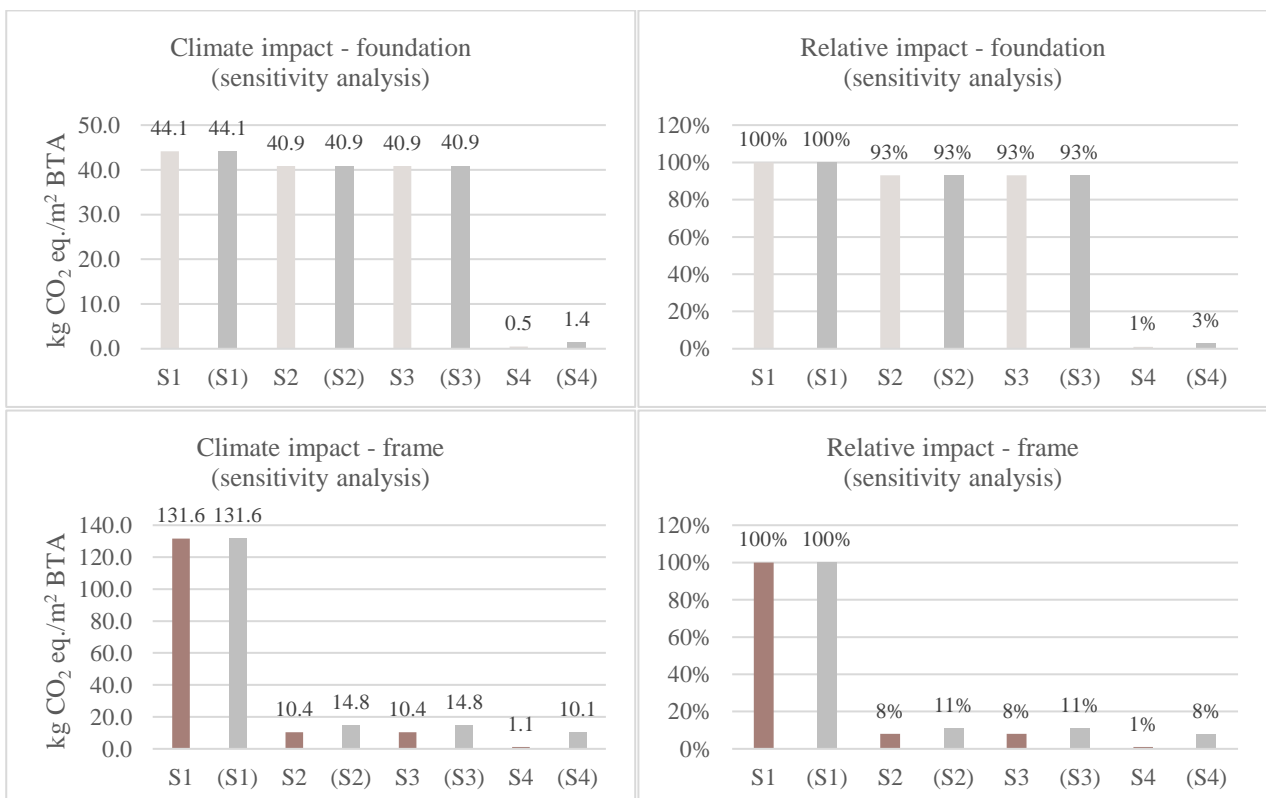 Climate impact - foundation
(sensitivity analysis)
kg CO₂ eq./m² BTA
50.0
40.0
30.0
20.0
10.0
0.0
44.1 44.1 40.9 40.9 40.9 40.9 0.5 1.4
S1 (S1) S2 (S2) S3 (S3) S4 (S4)
Relative impact - foundation
(sensitivity analysis)
120%
100%
80%
60%
40%
20%
0%
100% 100% 93% 93% 93% 93% 1% 3%
S1 (S1) S2 (S2) S3 (S3) S4 (S4)
Climate impact - frame
(sensitivity analysis)
kg CO₂ eq./m² BTA
140.0
120.0
100.0
80.0
60.0
40.0
20.0
0.0
131.6 131.6 10.4 14.8 10.4 14.8 1.1 10.1
S1 (S1) S2 (S2) S3 (S3) S4 (S4)
Relative impact - frame
(sensitivity analysis)
120%
100%
80%
60%
40%
20%
0%
100% 100% 8% 11% 8% 11% 1% 8%
S1 (S1) S2 (S2) S3 (S3) S4 (S4)